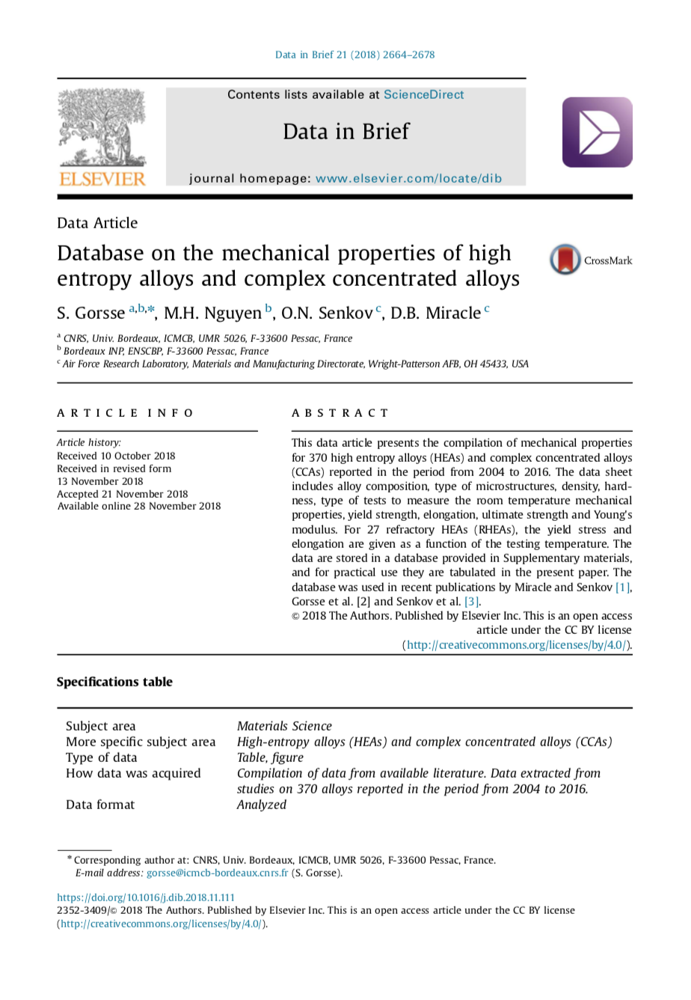 Data in Brief 21 (2018) 2664–2678
Contents lists available at ScienceDirect
Data in Brief
journal homepage: www.elsevier.com/locate/dib
ELSEVIER
Data Article
Database on the mechanical properties of high
entropy alloys and complex concentrated alloys
CrossMark
S. Gorsse a,b,*, M.H. Nguyen b, O.N. Senkov c, D.B. Miracle c
a CNRS, Univ. Bordeaux, ICMCB, UMR 5026, F-33600 Pessac, France
b Bordeaux INP, ENSCBP, F-33600 Pessac, France
c Air Force Research Laboratory, Materials and Manufacturing Directorate, Wright-Patterson AFB, OH 45433, USA
ARTICLE INFO
Article history:
Received 10 October 2018
Received in revised form
13 November 2018
Accepted 21 November 2018
Available online 28 November 2018
ABSTRACT
This data article presents the compilation of mechanical properties
for 370 high entropy alloys (HEAs) and complex concentrated alloys
(CCAs) reported in the period from 2004 to 2016. The data sheet
includes alloy composition, type of microstructures, density, hard-
ness, type of tests to measure the room temperature mechanical
properties, yield strength, elongation, ultimate strength and Young's
modulus. For 27 refractory HEAs (RHEAs), the yield stress and
elongation are given as a function of the testing temperature. The
data are stored in a database provided in Supplementary materials,
and for practical use they are tabulated in the present paper. The
database was used in recent publications by Miracle and Senkov [1],
Gorsse et al. [2] and Senkov et al. [3].
© 2018 The Authors. Published by Elsevier Inc. This is an open access
article under the CC BY license
(http://creativecommons.org/licenses/by/4.0/).
Specifications table
Subject area Materials Science
More specific subject area High-entropy alloys (HEAs) and complex concentrated alloys (CCAs)
Type of data Table, figure
How data was acquired Compilation of data from available literature. Data extracted from
studies on 370 alloys reported in the period from 2004 to 2016.
Data format Analyzed
* Corresponding author at: CNRS, Univ. Bordeaux, ICMCB, UMR 5026, F-33600 Pessac, France.
E-mail address: gorsse@icmcb-bordeaux.cnrs.fr (S. Gorsse).
https://doi.org/10.1016/j.dib.2018.11.111
2352-3409/© 2018 The Authors. Published by Elsevier Inc. This is an open access article under the CC BY license
(http://creativecommons.org/licenses/by/4.0/).